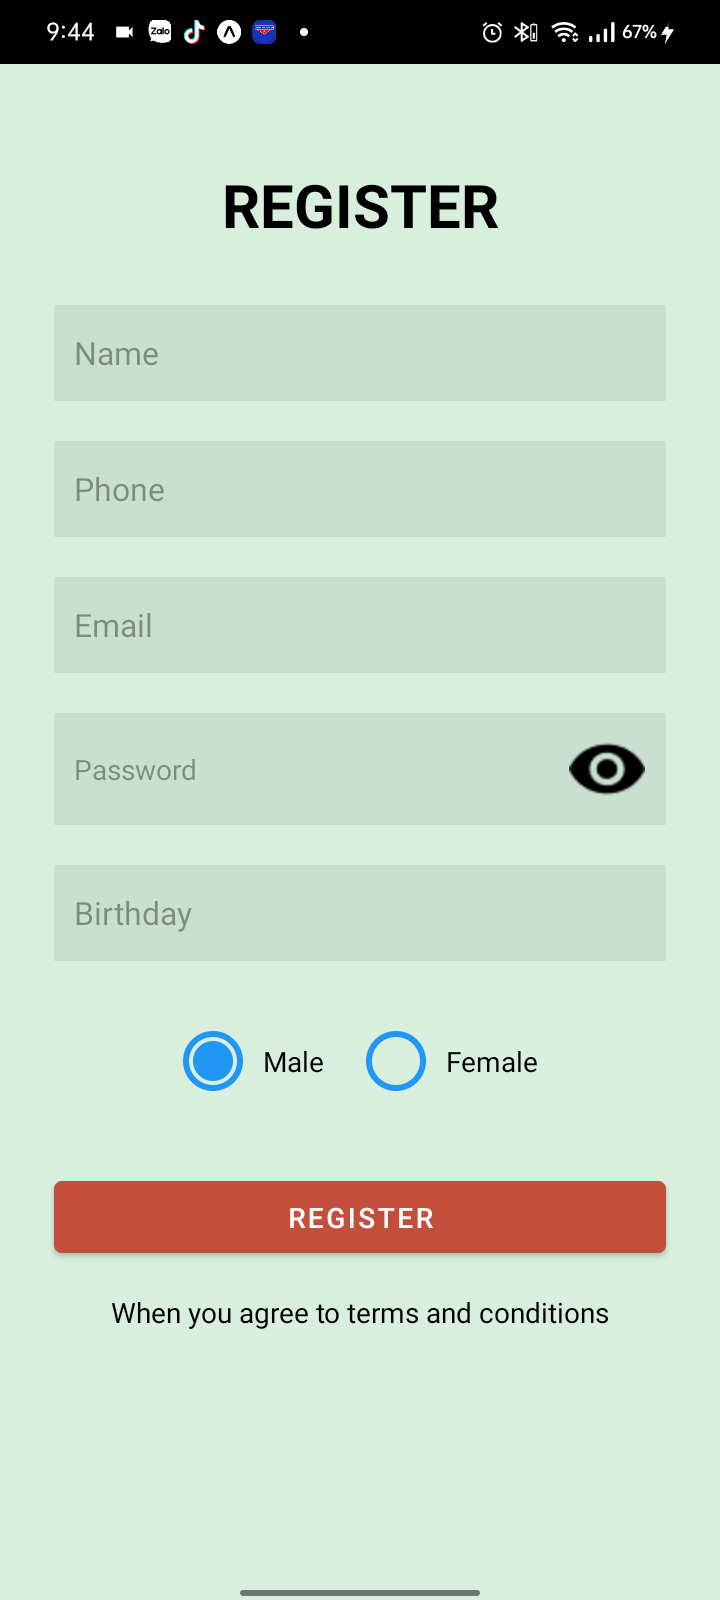 9:44 Zalo 67%
REGISTER
Name
Phone
Email
Password
Birthday
Male Female
REGISTER
When you agree to terms and conditions